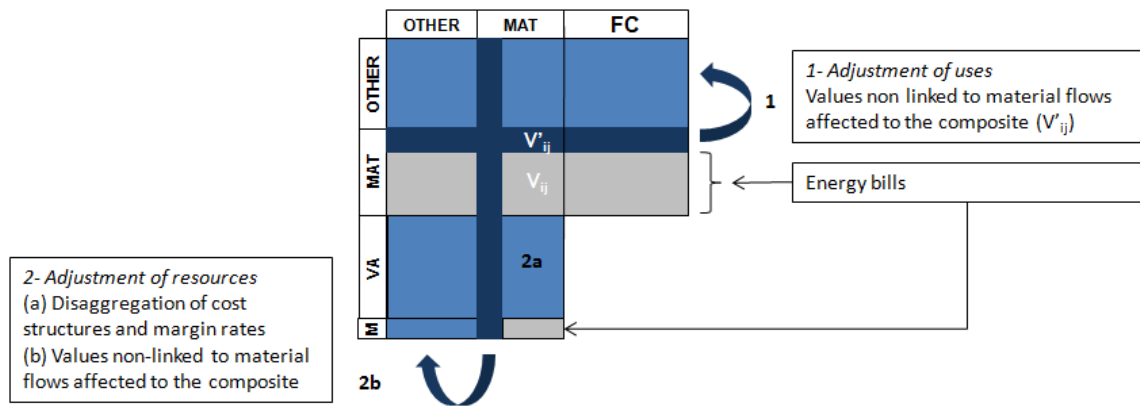 OTHER MAT FC
OTHER
MAT
VA
M
V'ij
Vij
2a
1
1- Adjustment of uses
Values non linked to material flows
affected to the composite (V'ij)
Energy bills
2- Adjustment of resources
(a) Disaggregation of cost
structures and margin rates
(b) Values non-linked to material
flows affected to the composite
2b